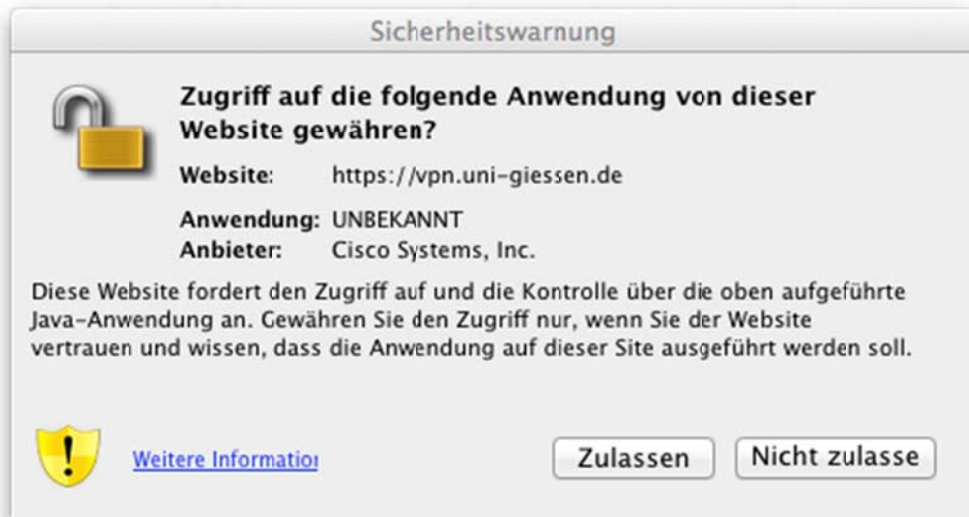 Sicherheitswarnung
Zugriff auf die folgende Anwendung von dieser
Website gewähren?
Website: https://vpn.uni-giessen.de
Anwendung: UNBEKANNT
Anbieter: Cisco Systems, Inc.
Diese Website fordert den Zugriff auf und die Kontrolle über die oben aufgeführte
Java-Anwendung an. Gewähren Sie den Zugriff nur, wenn Sie der Website
vertrauen und wissen, dass die Anwendung auf dieser Site ausgeführt werden soll.
Weitere Information
Zulassen
Nicht zulasse